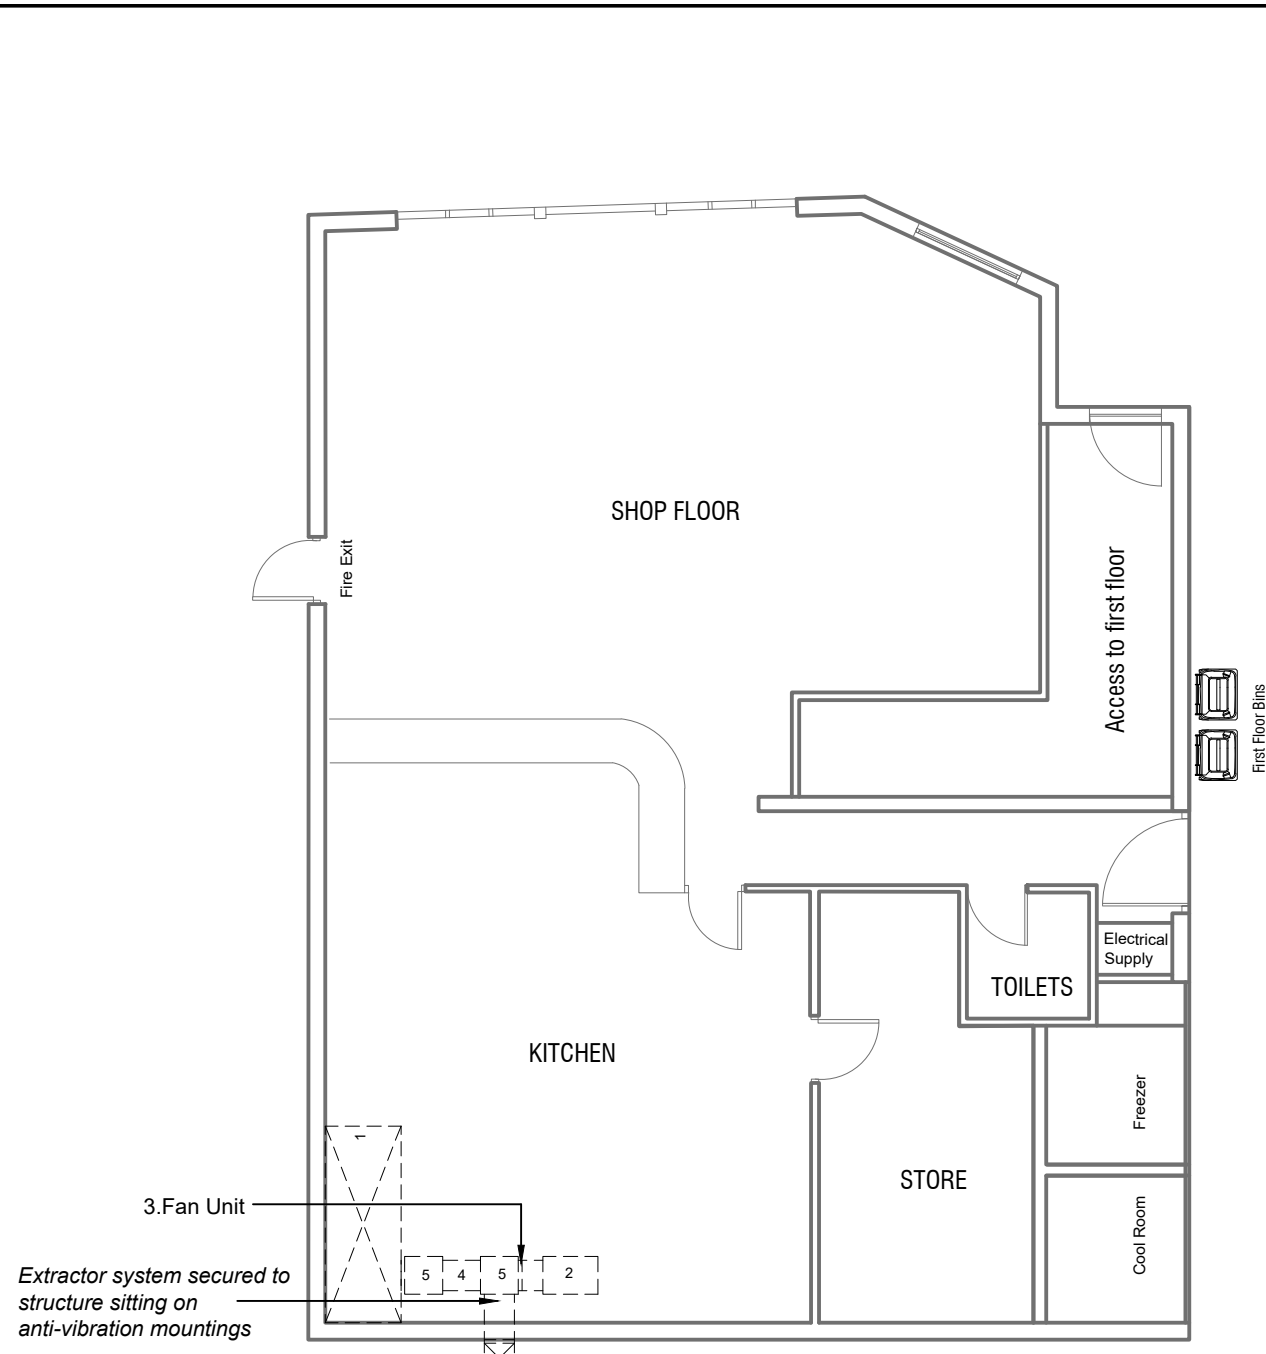 SHOP FLOOR
Fire Exit
Access to first floor
First Floor Bins
Electrical
Supply
TOILETS
KITCHEN
Freezer
1
STORE
3.Fan Unit
Cool Room
5
4
5
2
Extractor system secured to
structure sitting on
anti-vibration mountings